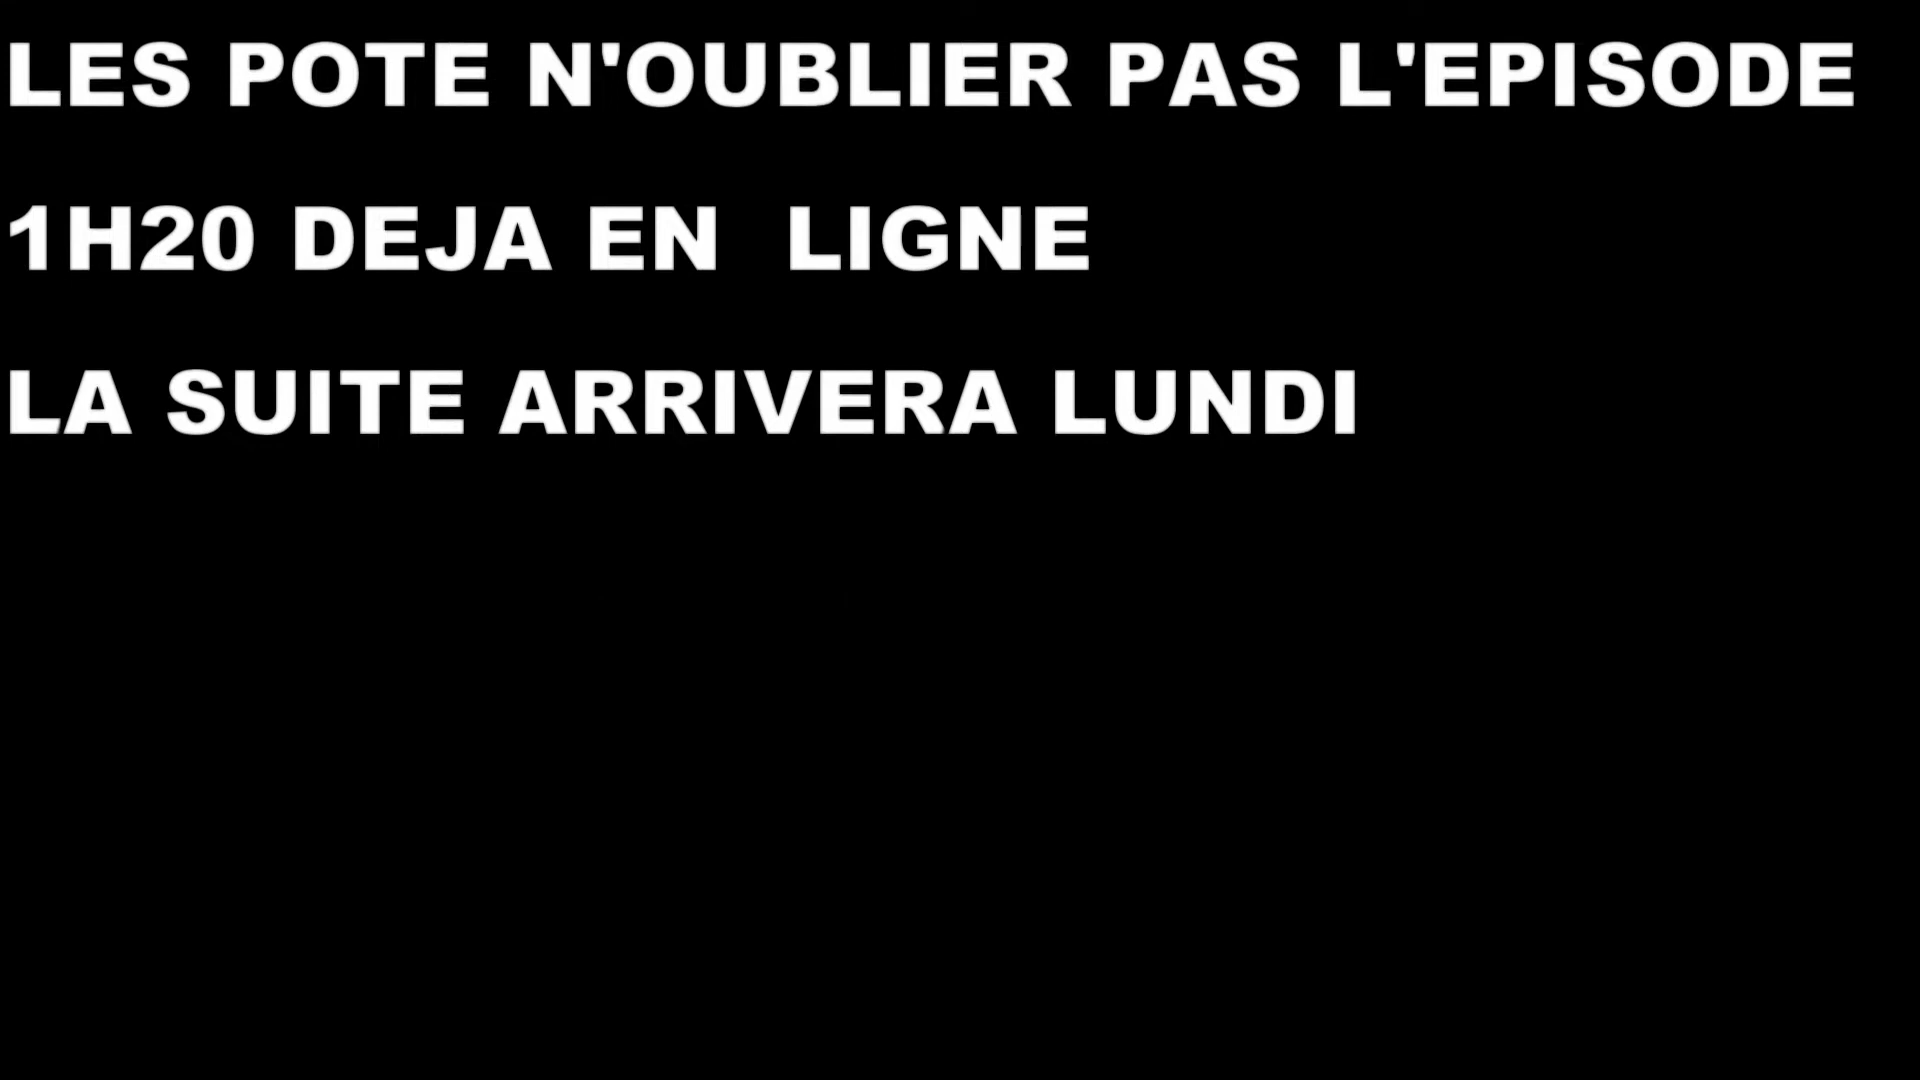 LES POTE N'OUBLIER PAS L'EPISODE
1H20 DEJA EN  LIGNE
LA SUITE ARRIVERA LUNDI